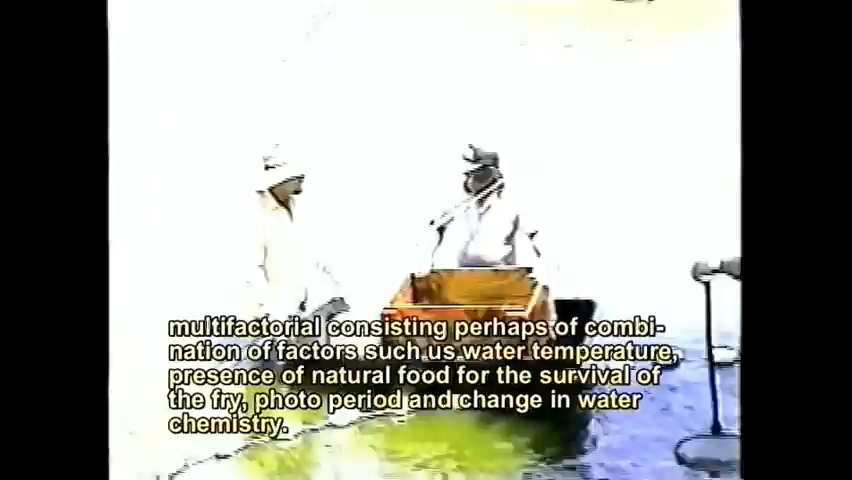 multifactorial consisting perhaps of combi-
nation of factors such us water temperature,
presence of natural food for the survival of
the fry, photo period and change in water
chemistry.